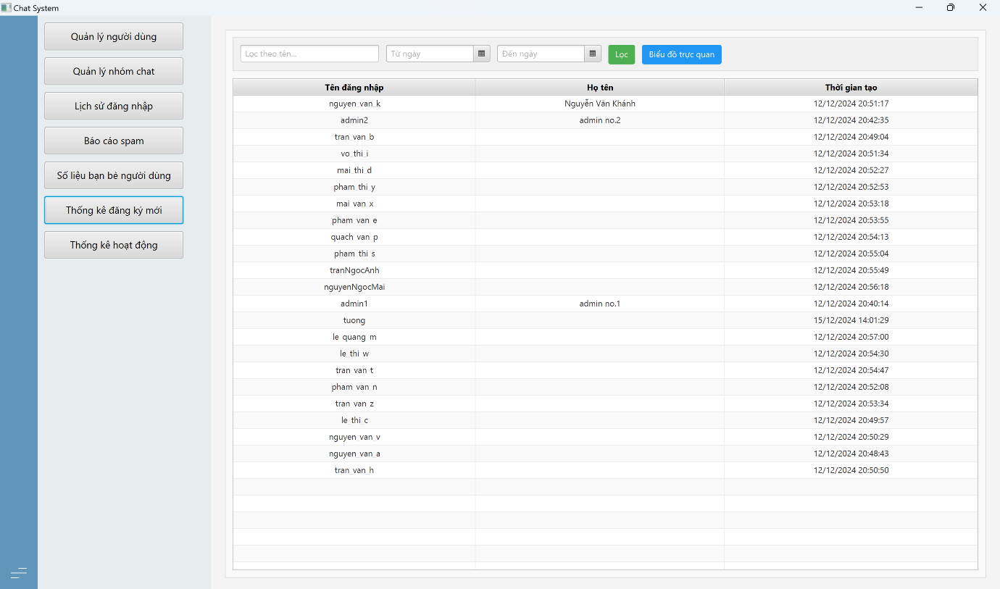 Chat System
Quản lý người dùng
Quản lý nhóm chat
Lịch sử đăng nhập
Báo cáo spam
Số liệu bạn bè người dùng
Thống kê đăng ký mới
Thống kê hoạt động
Lọc theo tên... Từ ngày Đến ngày Lọc Biểu đồ trực quan
Tên đăng nhập Họ tên Thời gian tạo
nguyen_van_k Nguyễn Văn Khánh 12/12/2024 20:51:17
admin2 admin no.2 12/12/2024 20:42:35
tran_van_b 12/12/2024 20:49:04
vo_thi_i 12/12/2024 20:51:34
mai_thi_d 12/12/2024 20:52:27
pham_thi_y 12/12/2024 20:52:53
mai_van_x 12/12/2024 20:53:18
pham_van_e 12/12/2024 20:53:55
quach_van_p 12/12/2024 20:54:13
pham_thi_s 12/12/2024 20:55:04
tranNgocAnh 12/12/2024 20:55:49
nguyenNgocMai 12/12/2024 20:56:18
admin1 admin no.1 12/12/2024 20:40:14
tuong 15/12/2024 14:01:29
le_quang_m 12/12/2024 20:57:00
le_thi_w 12/12/2024 20:54:30
tran_van_t 12/12/2024 20:54:47
pham_van_n 12/12/2024 20:52:08
tran_van_z 12/12/2024 20:53:34
le_thi_c 12/12/2024 20:49:57
nguyen_van_v 12/12/2024 20:50:29
nguyen_van_a 12/12/2024 20:48:43
tran_van_h 12/12/2024 20:50:50